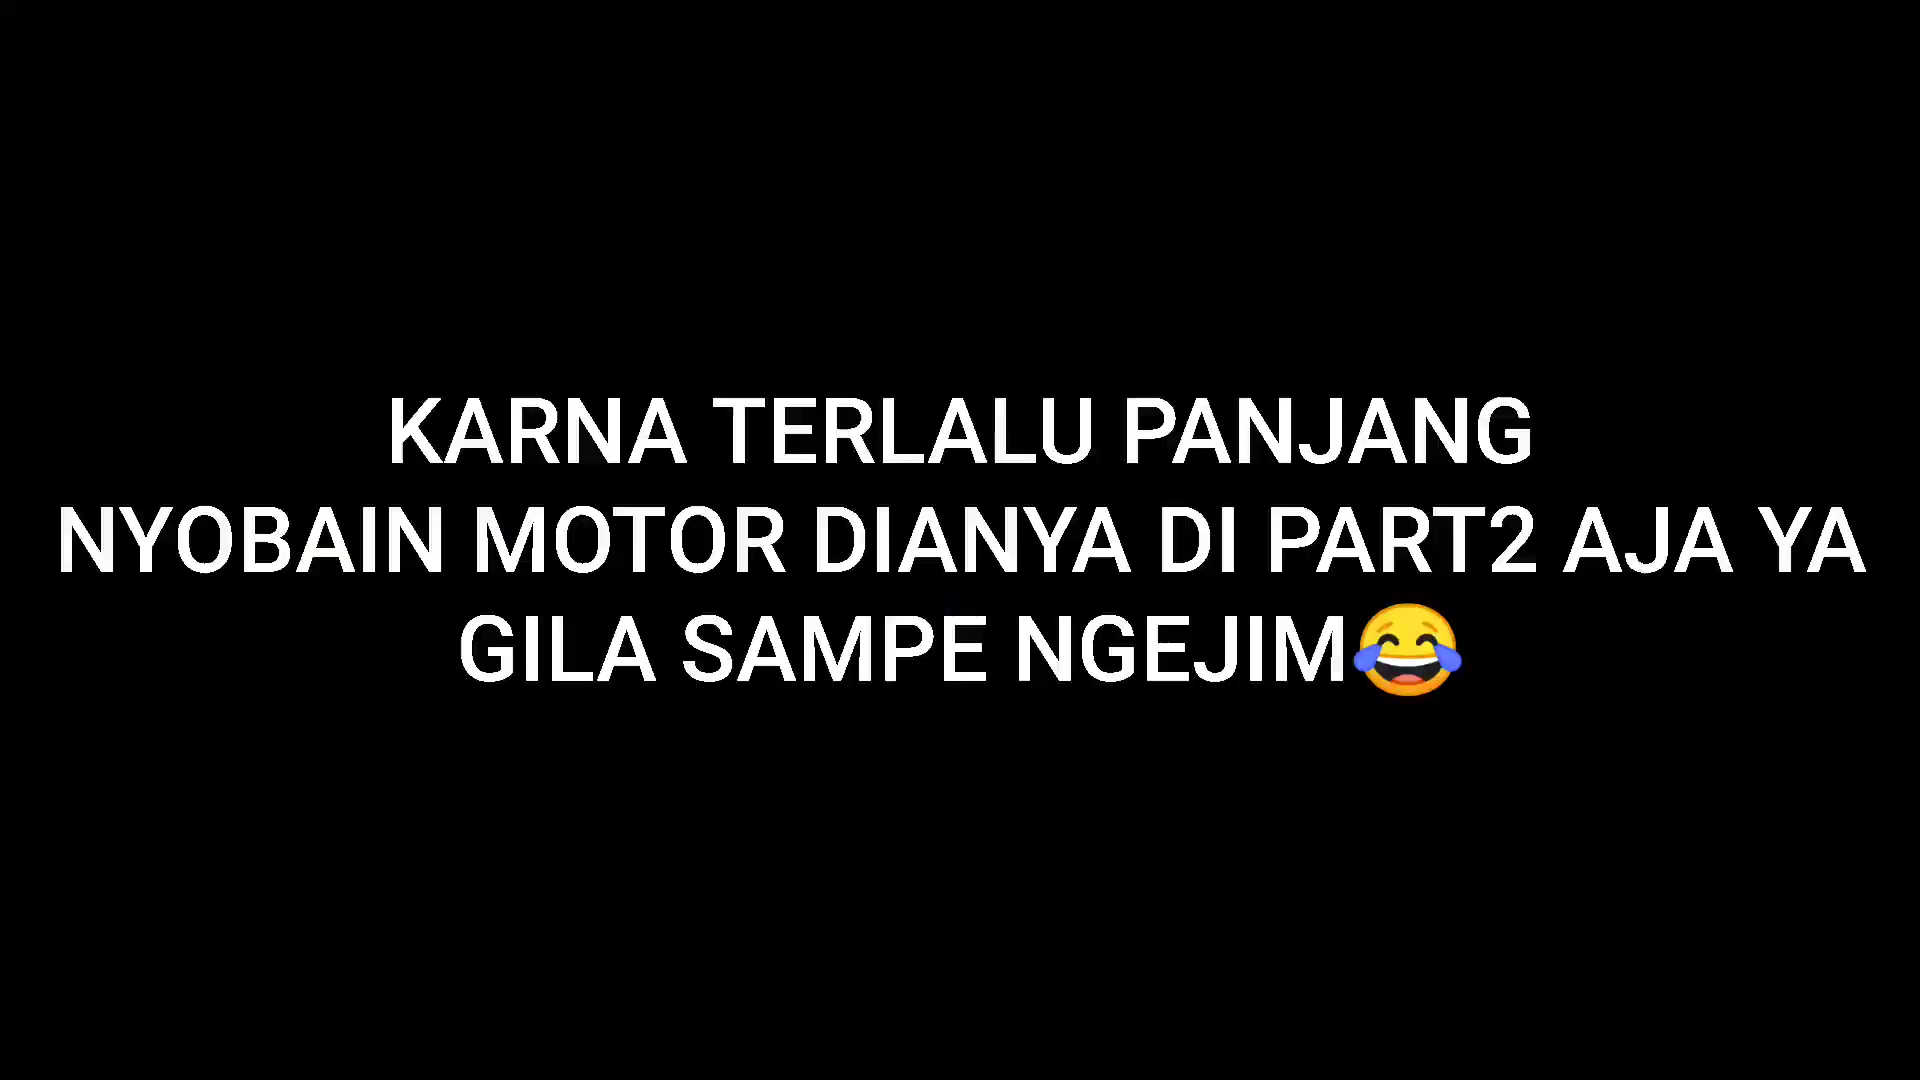 KARNA TERLALU PANJANG
NYOBAIN MOTOR DIANYA DI PART2 AJA YA
GILA SAMPE NGEJIM😂